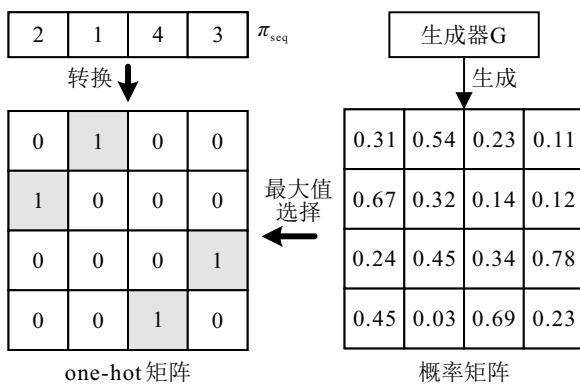 2 1 4 3 π_seq
转换
0 1 0 0
1 0 0 0
0 0 0 1
0 0 1 0
one-hot 矩阵
最大值
选择
生成器G
生成
0.31 0.54 0.23 0.11
0.67 0.32 0.14 0.12
0.24 0.45 0.34 0.78
0.45 0.03 0.69 0.23
概率矩阵